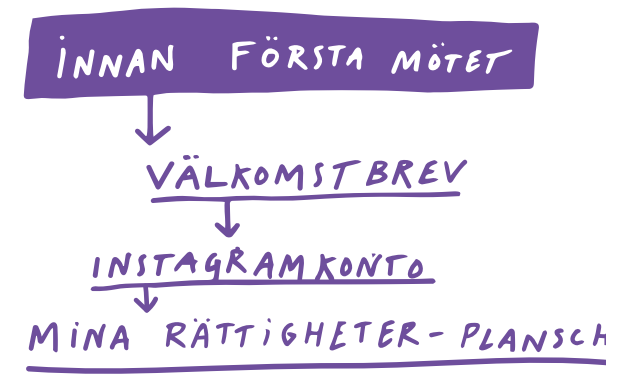 INNAN FÖRSTA MÖTET
VÄLKOMSTBREV
INSTAGRAMKONTO
MINA RÄTTIGHETER-PLANSCH